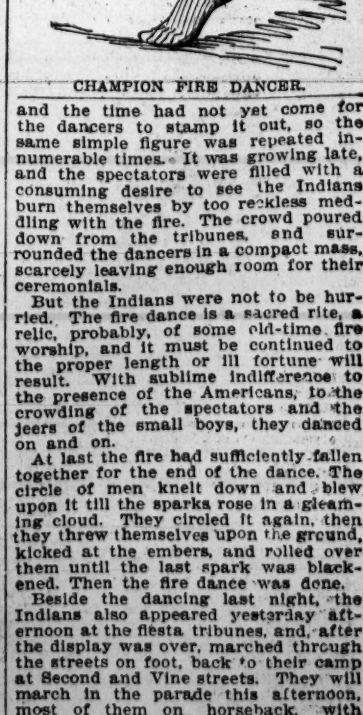 CHAMPION FIRE DANCER.
and the time had not yet come for
the dancers to stamp it out, so the
same simple figure was repeated in-
numerable times. It was growing late,
and the spectators were filled with a
consuming desire to see the Indians
burn themselves by too reckless med-
dling with the fire. The crowd poured
down from the tribunes, and sur-
rounded the dancers in a compact mass,
scarcely leaving enough room for their
ceremonials.
But the Indians were not to be hur-
ried. The fire dance is a sacred rite, a
relic, probably, of some old-time fire
worship, and it must be continued to
the proper length or ill fortune will
result. With sublime indifference to
the presence of the Americans, to the
crowding of the spectators and the
jeers of the small boys, they danced
on and on.
At last the fire had sufficiently fallen
together for the end of the dance. The
circle of men knelt down and blew
upon it till the sparks rose in a gleam-
ing cloud. They circled it again, then
they threw themselves upon the ground,
kicked at the embers, and rolled over
them until the last spark was black-
ened. Then the fire dance was done.
Beside the dancing last night, the
Indians also appeared yesterday aft-
ernoon at the fiesta tribunes, and, after
the display was over, marched through
the streets on foot, back to their camp
at Second and Vine streets. They will
march in the parade this afternoon,
most of them on horseback, with